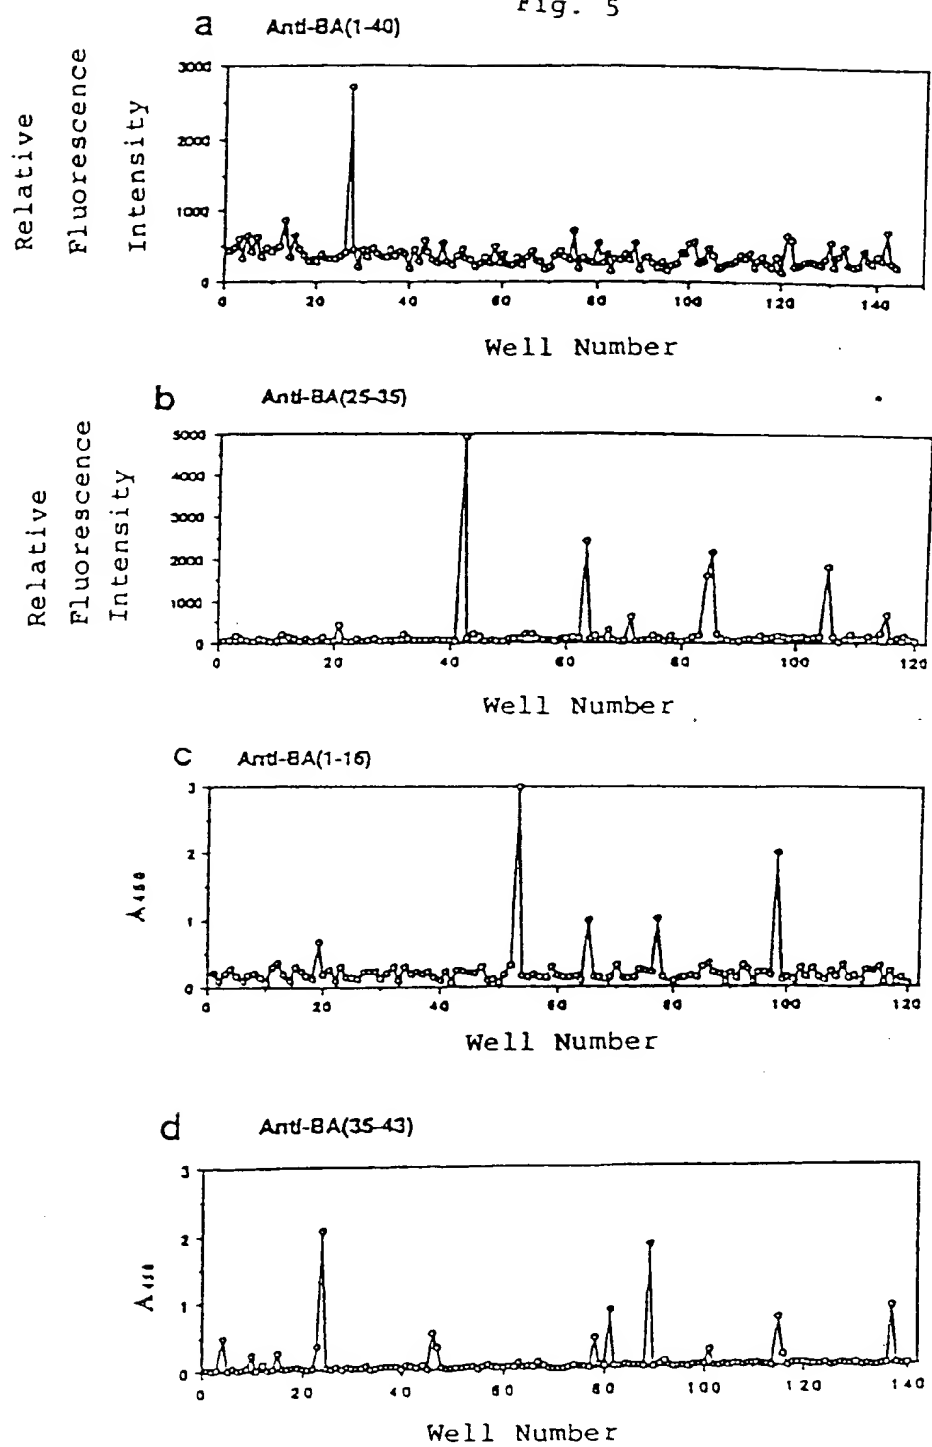 Fig. 5
a Anti-BA(1-40)
Relative
Fluorescence
Intensity
3000
2000
1000
0
0 20 40 60 80 100 120 140
Well Number
b Anti-BA(25-35)
Relative
Fluorescence
Intensity
5000
4000
3000
2000
1000
0
0 20 40 60 80 100 120
Well Number
c Anti-BA(1-16)
A450
3
2
1
0
0 20 40 60 80 100 120
Well Number
d Anti-BA(35-43)
A450
3
2
1
0
0 20 40 60 80 100 120 140
Well Number